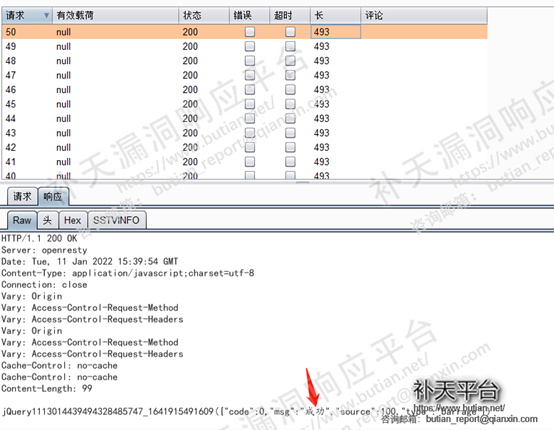 请求 有效载荷 状态 错误 超时 长 评论
50 null 200 493
49 null 200 493
48 null 200 493
47 null 200 493
46 null 200 493
45 null 200 493
44 null 200 493
43 null 200 493
42 null 200 493
41 null 200 493
40 null 200 493
补天漏洞响应平台
https://www.butian.net/
咨询邮箱：butian_report@qianxin.com
请求 响应
Raw 头 Hex SSTVINFO
HTTP/1.1 200 OK
Server: openresty
Date: Tue, 11 Jan 2022 15:39:54 GMT
Content-Type: application/javascript;charset=utf-8
Connection: close
Vary: Origin
Vary: Access-Control-Request-Method
Vary: Access-Control-Request-Headers
Vary: Origin
Vary: Access-Control-Request-Method
Vary: Access-Control-Request-Headers
Cache-Control: no-cache
Cache-Control: no-cache
Content-Length: 99
jQuery1113014439494328485747_1641915491609({"code":0,"msg":"成功","source":100,"type":"barrage"})
补天平台
https://www.butian.net/
咨询邮箱：butian_report@qianxin.com